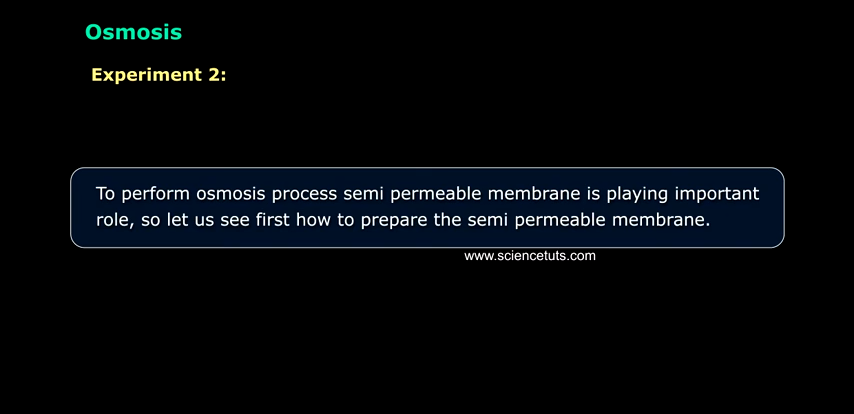 Osmosis
Experiment 2:
To perform osmosis process semi permeable membrane is playing important
role, so let us see first how to prepare the semi permeable membrane.
www.sciencetuts.com